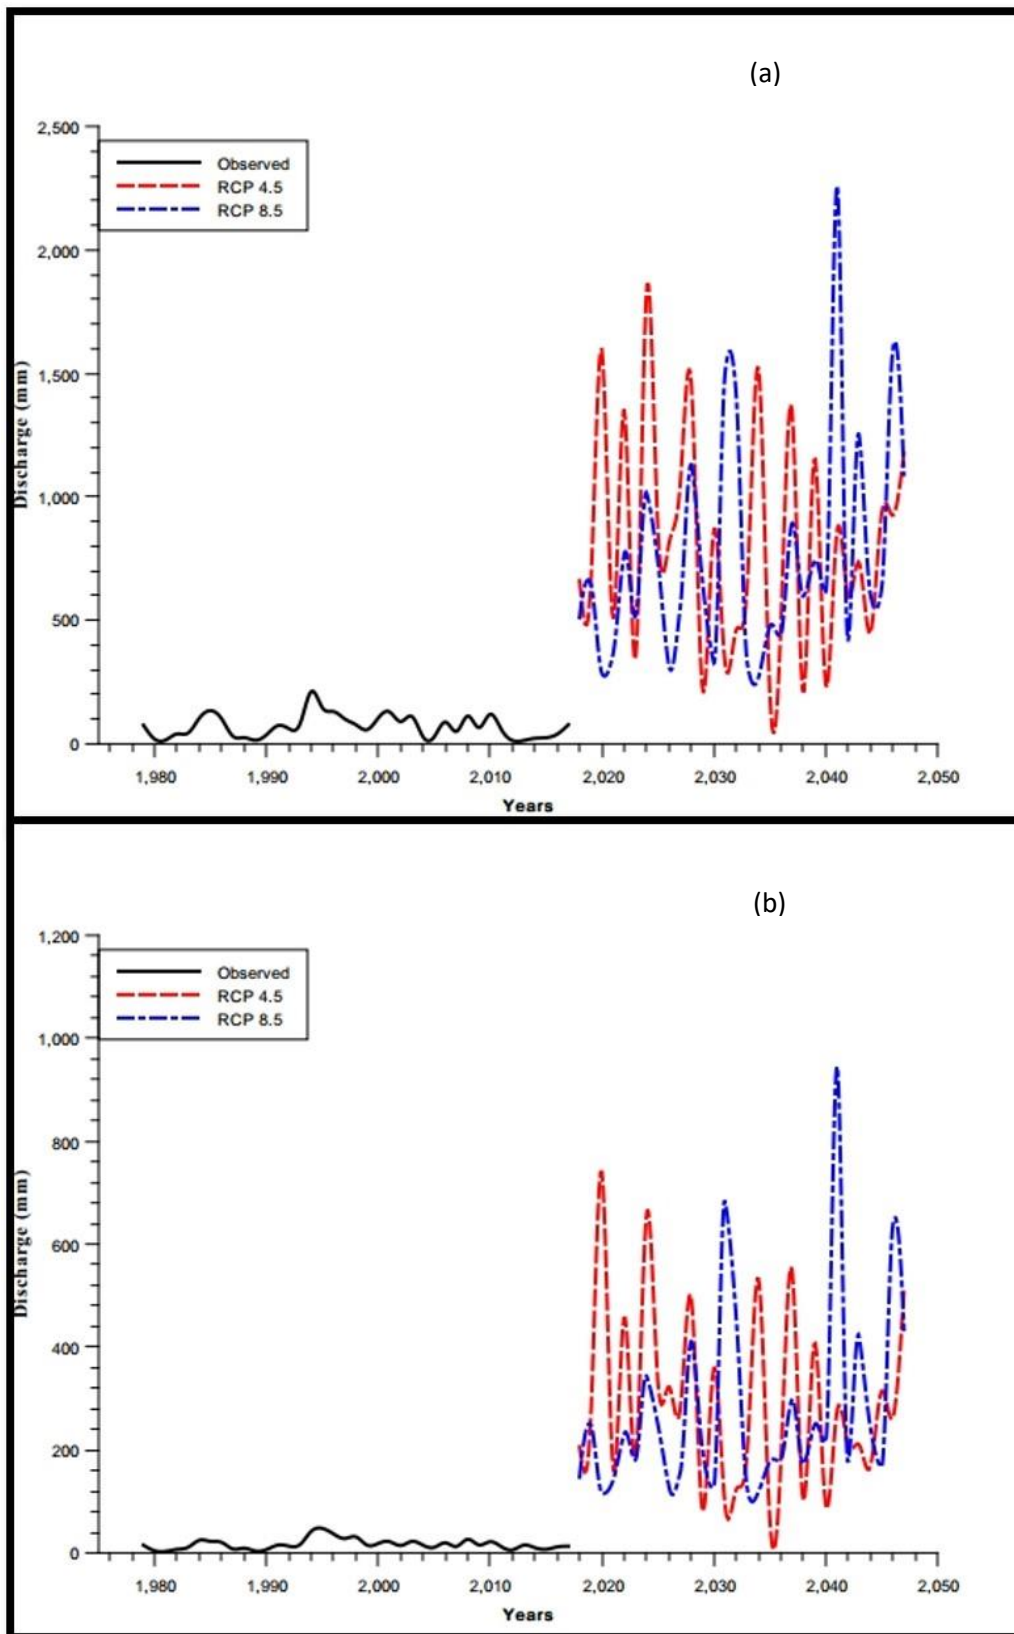 (a)
2,500
2,000
1,500
1,000
500
0
Discharge (mm)
Observed
RCP 4.5
RCP 8.5
1,980 1,990 2,000 2,010 2,020 2,030 2,040 2,050
Years
(b)
1,200
1,000
800
600
400
200
0
Discharge (mm)
Observed
RCP 4.5
RCP 8.5
1,980 1,990 2,000 2,010 2,020 2,030 2,040 2,050
Years